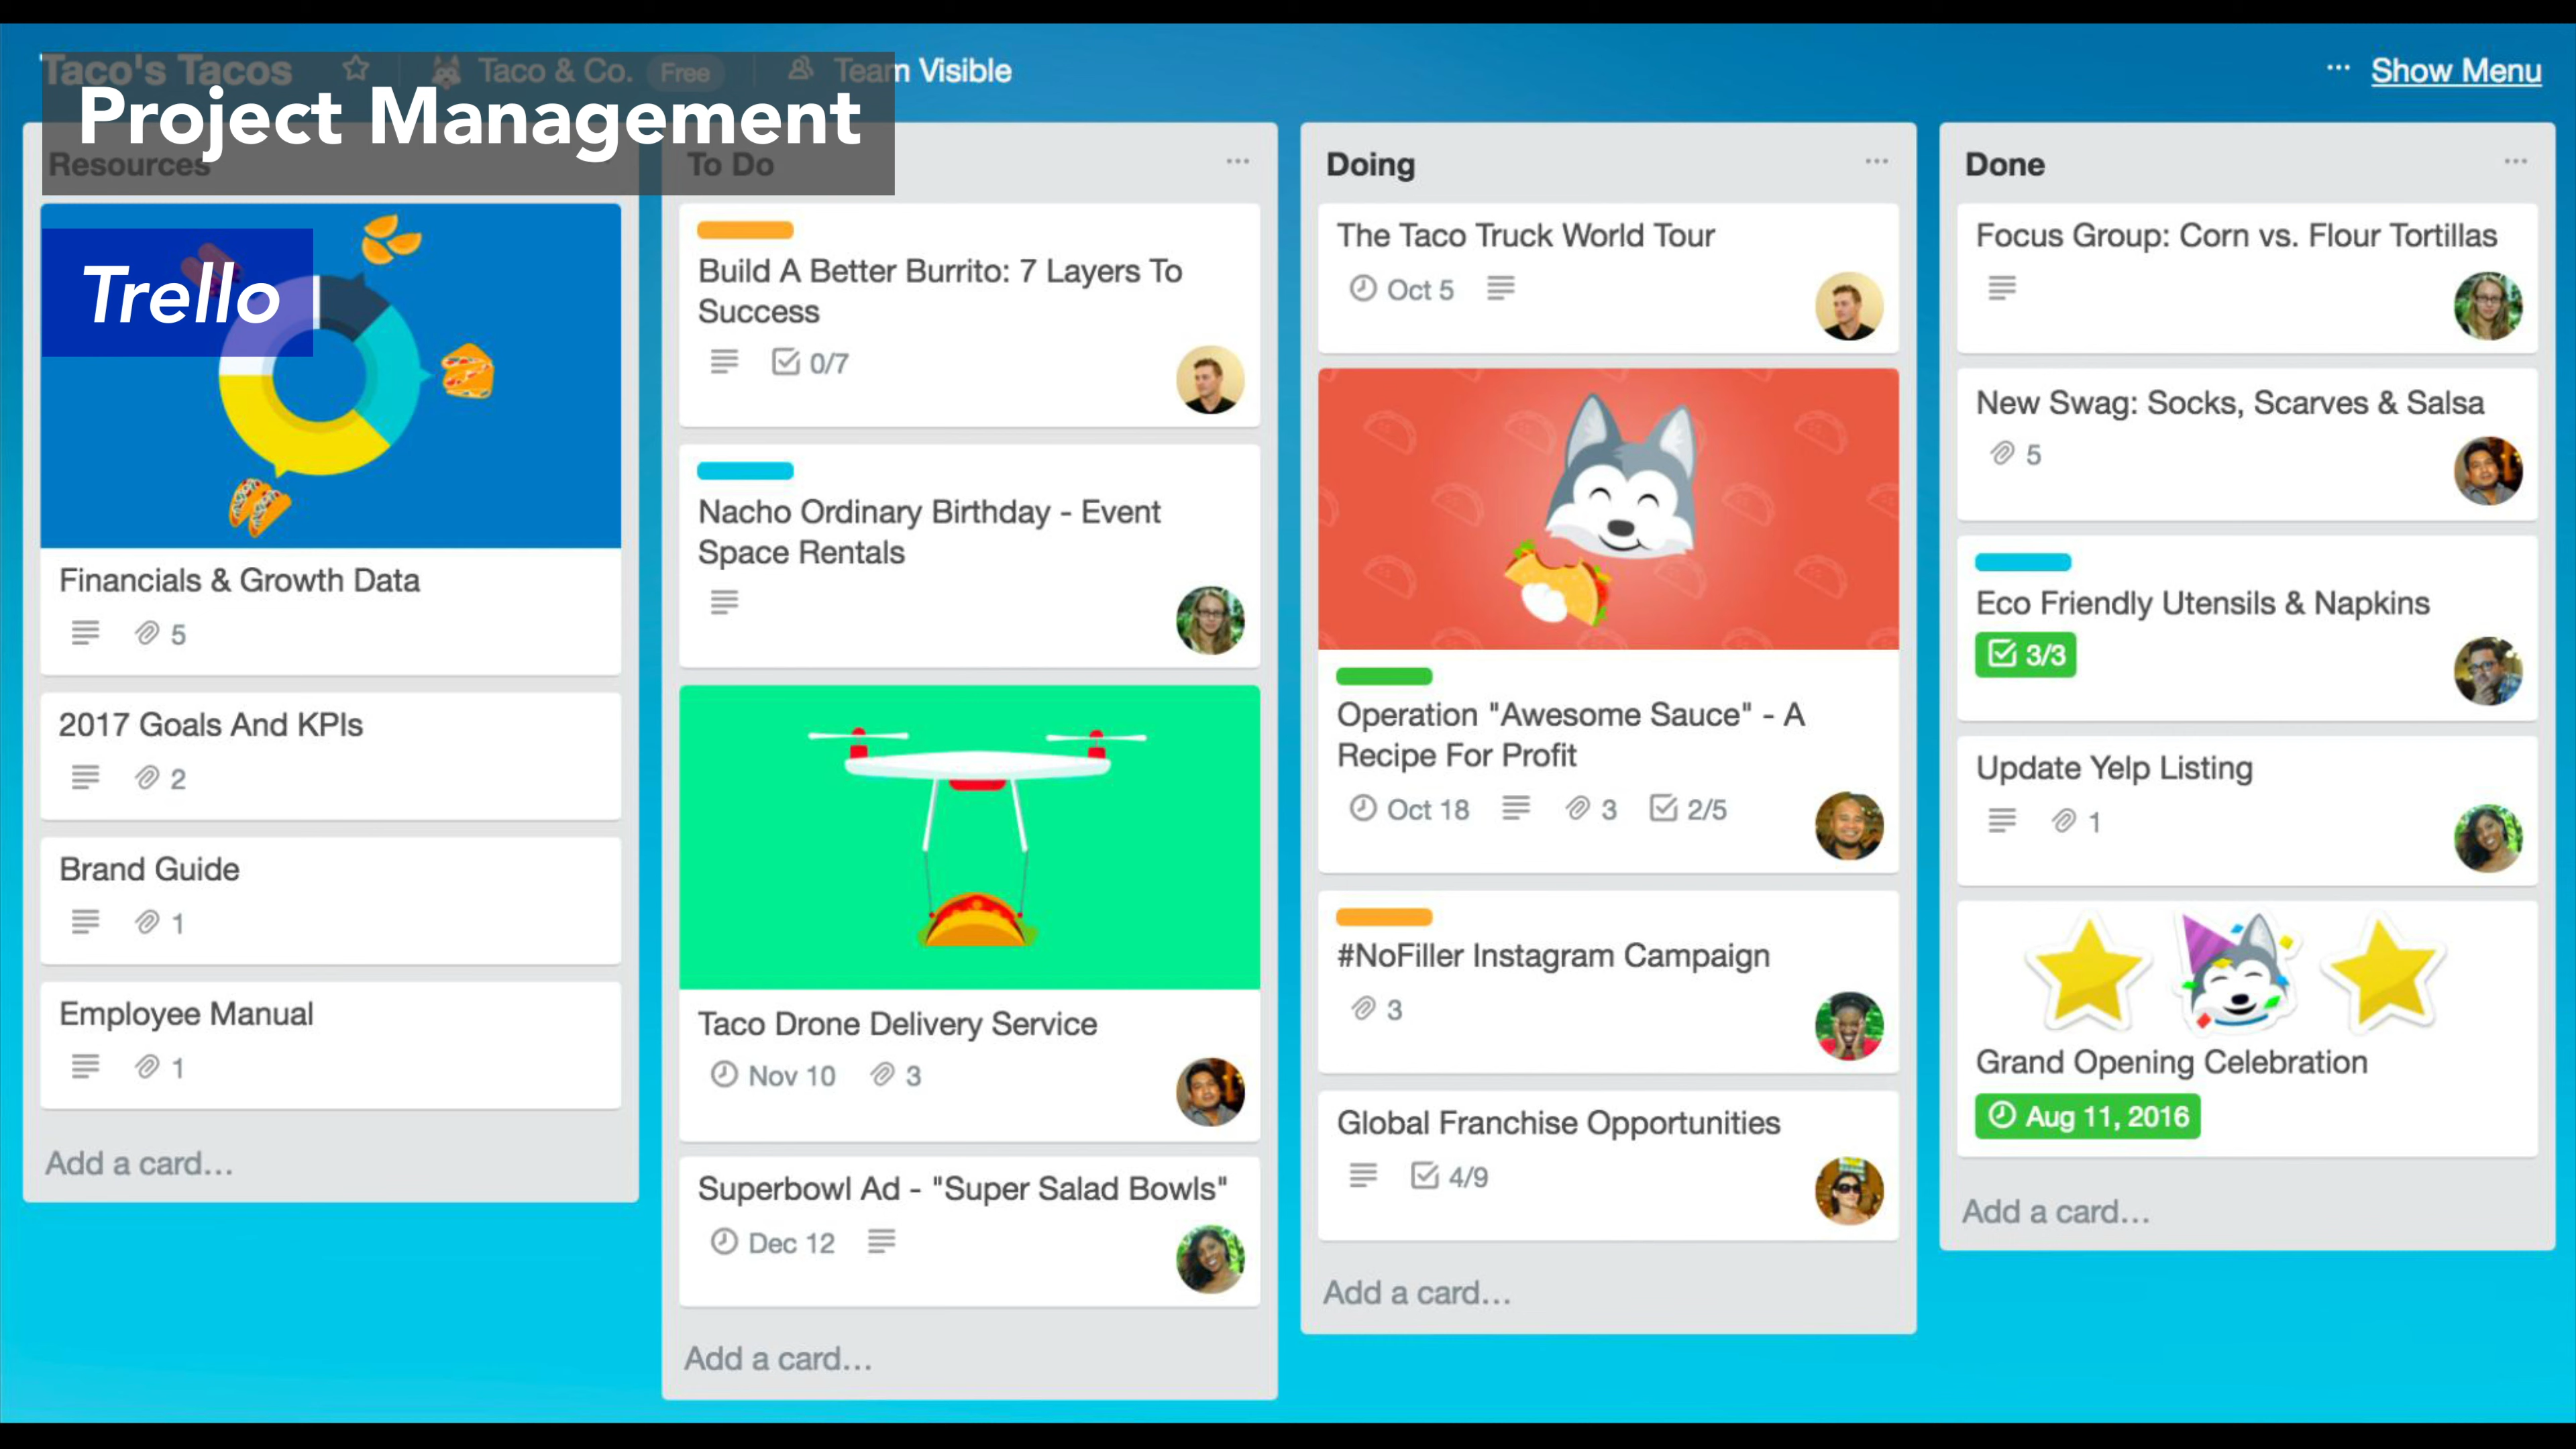 Taco's Tacos Taco & Co. Free Team Visible ... Show Menu
Project Management
Trello
Resources
Financials & Growth Data
5
2017 Goals And KPIs
2
Brand Guide
1
Employee Manual
1
Add a card...
To Do
Build A Better Burrito: 7 Layers To
Success
0/7
Nacho Ordinary Birthday - Event
Space Rentals
Taco Drone Delivery Service
Nov 10 3
Superbowl Ad - "Super Salad Bowls"
Dec 12
Add a card...
Doing
The Taco Truck World Tour
Oct 5
Operation "Awesome Sauce" - A
Recipe For Profit
Oct 18 3 2/5
#NoFiller Instagram Campaign
3
Global Franchise Opportunities
4/9
Add a card...
Done
Focus Group: Corn vs. Flour Tortillas
New Swag: Socks, Scarves & Salsa
5
Eco Friendly Utensils & Napkins
3/3
Update Yelp Listing
1
Grand Opening Celebration
Aug 11, 2016
Add a card...